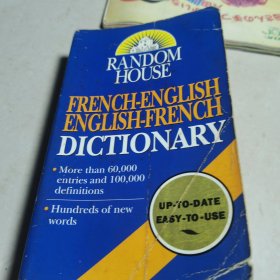 RANDOM
HOUSE
FRENCH-ENGLISH
ENGLISH-FRENCH
DICTIONARY
• More than 60,000
entries and 100,000
definitions
• Hundreds of new
words
UP-TO-DATE
EASY-TO-USE